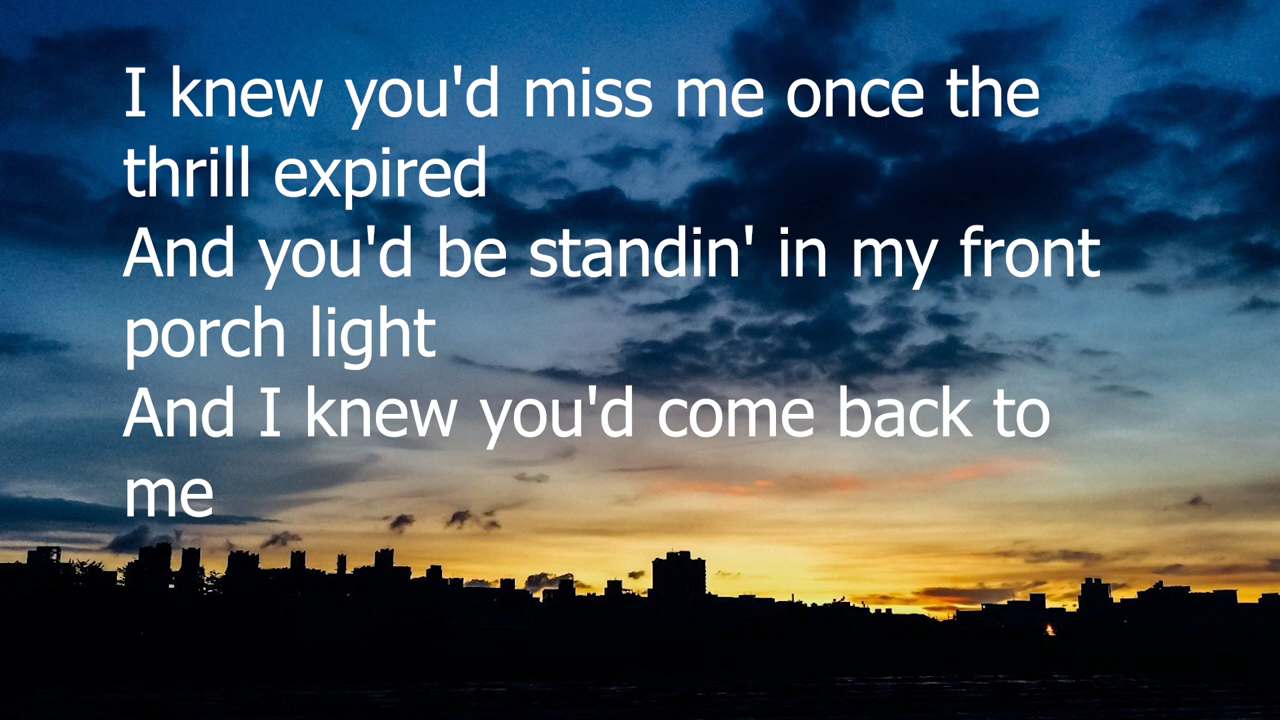 I knew you'd miss me once the
thrill expired
And you'd be standin' in my front
porch light
And I knew you'd come back to
me